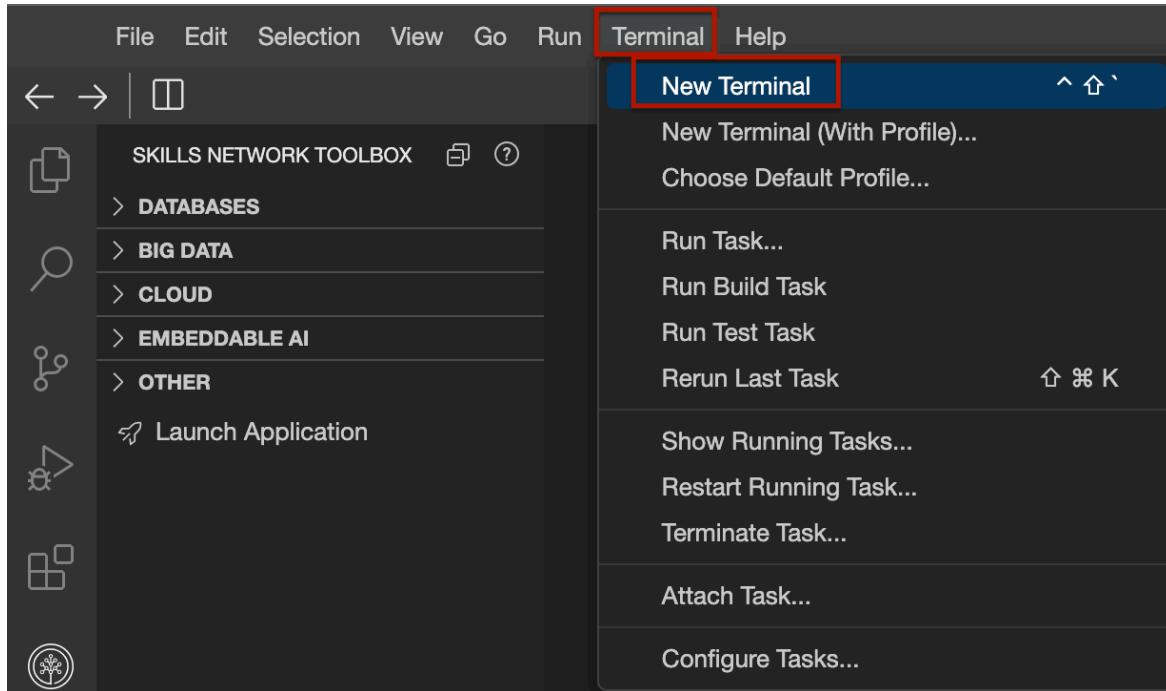 File Edit Selection View Go Run Terminal Help
New Terminal ^ ⇧ `
New Terminal (With Profile)...
Choose Default Profile...
Run Task...
Run Build Task
Run Test Task
Rerun Last Task ⇧ ⌘ K
Show Running Tasks...
Restart Running Task...
Terminate Task...
Attach Task...
Configure Tasks...
SKILLS NETWORK TOOLBOX
DATABASES
BIG DATA
CLOUD
EMBEDDABLE AI
OTHER
Launch Application